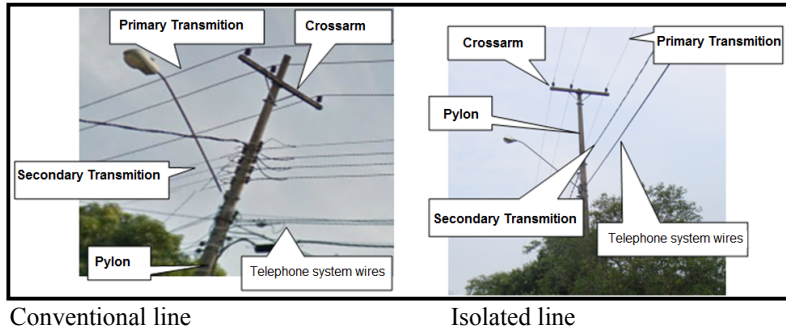 Primary Transmition
Crossarm
Secondary Transmition
Pylon
Telephone system wires
Crossarm
Primary Transmition
Pylon
Secondary Transmition
Telephone system wires
Conventional line
Isolated line